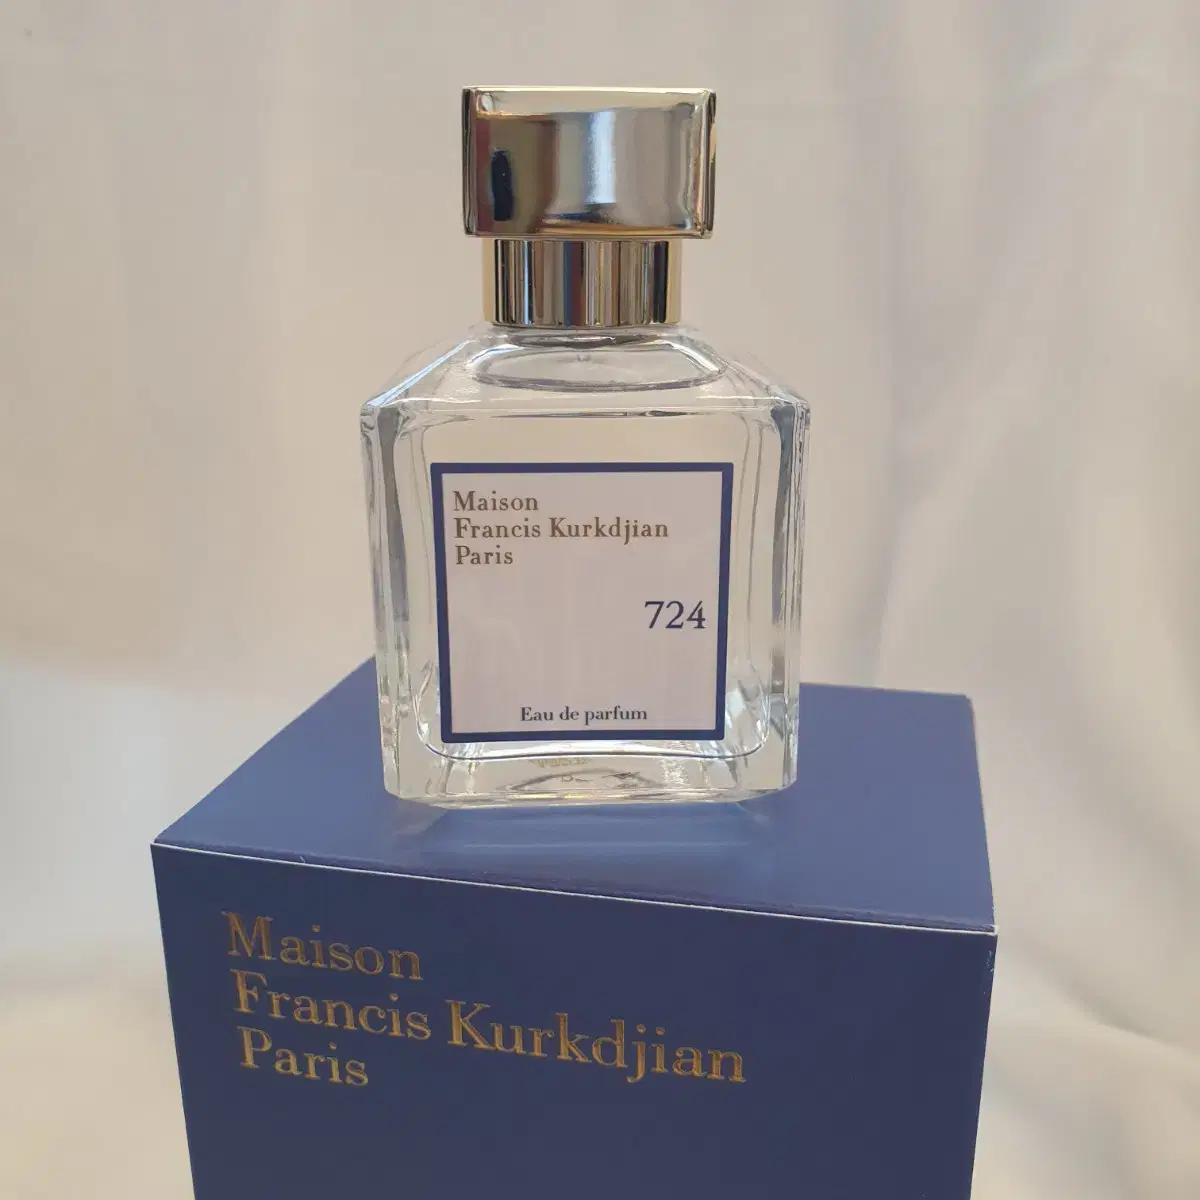 Maison
Francis Kurkdjian
Paris
724
Eau de parfum
Maison
Francis Kurkdjian
Paris